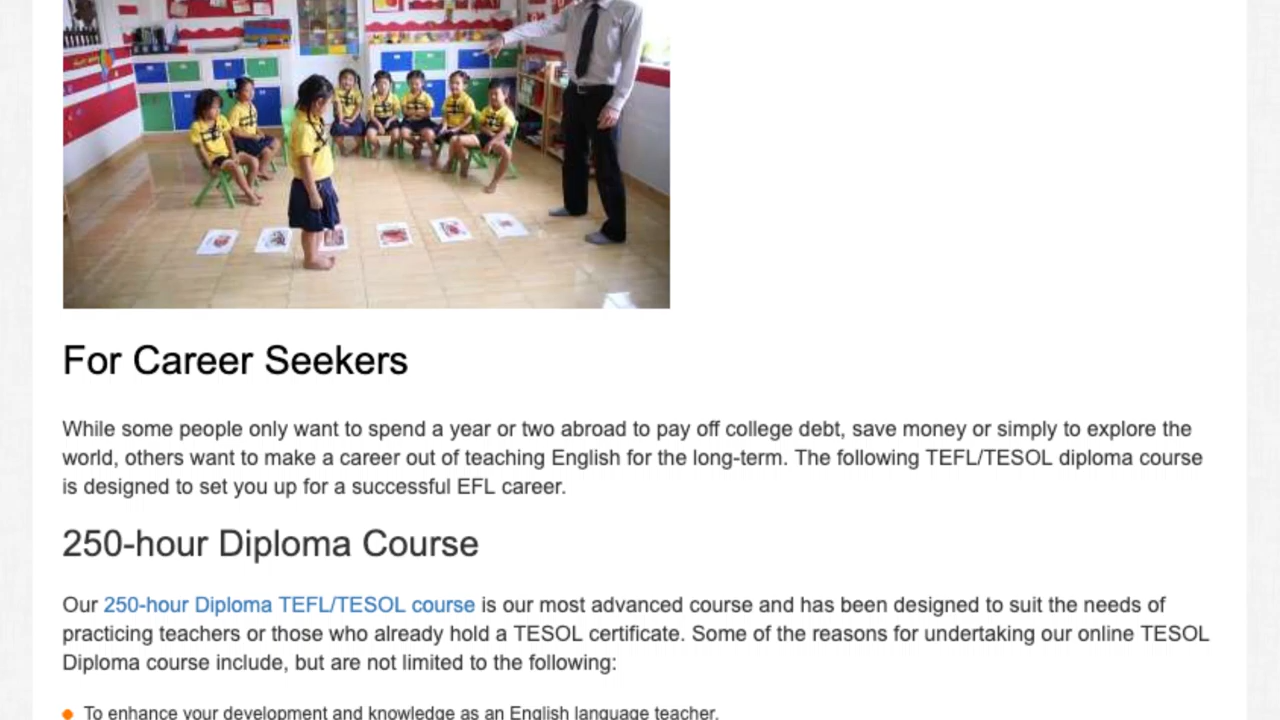 For Career Seekers
While some people only want to spend a year or two abroad to pay off college debt, save money or simply to explore the
world, others want to make a career out of teaching English for the long-term. The following TEFL/TESOL diploma course
is designed to set you up for a successful EFL career.
250-hour Diploma Course
Our 250-hour Diploma TEFL/TESOL course is our most advanced course and has been designed to suit the needs of
practicing teachers or those who already hold a TESOL certificate. Some of the reasons for undertaking our online TESOL
Diploma course include, but are not limited to the following:
To enhance your development and knowledge as an English language teacher.